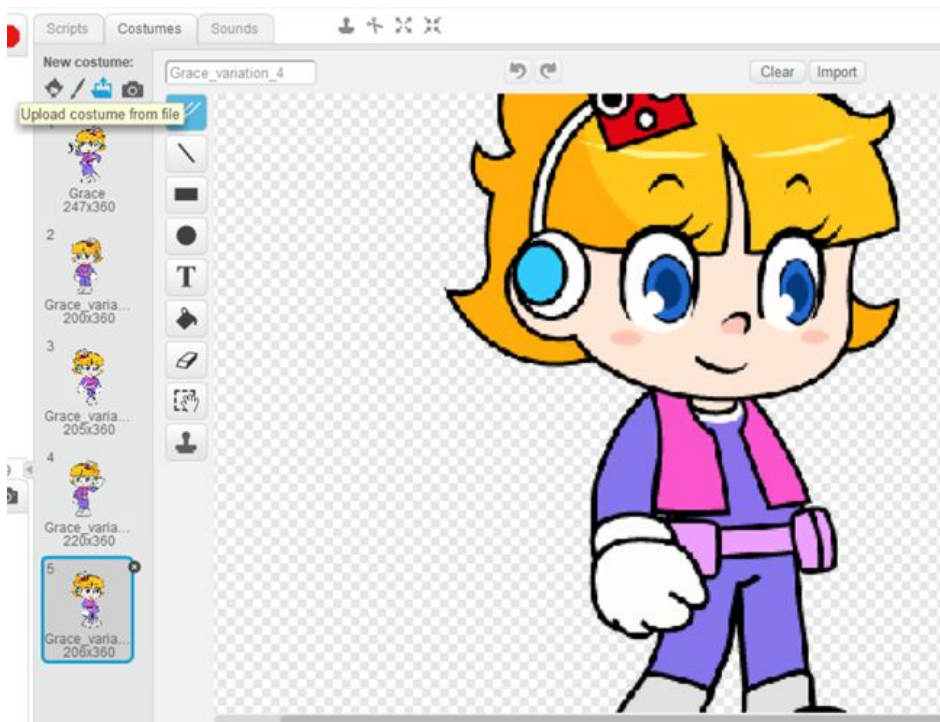 Scripts
Costumes
Sounds
New costume:
Grace_variation_4
Clear
Import
Upload costume from file
Grace
247x360
2
Grace_varia...
200x360
3
Grace_varia...
205x360
4
Grace_varia...
220x360
5
Grace_varia...
206x360
T